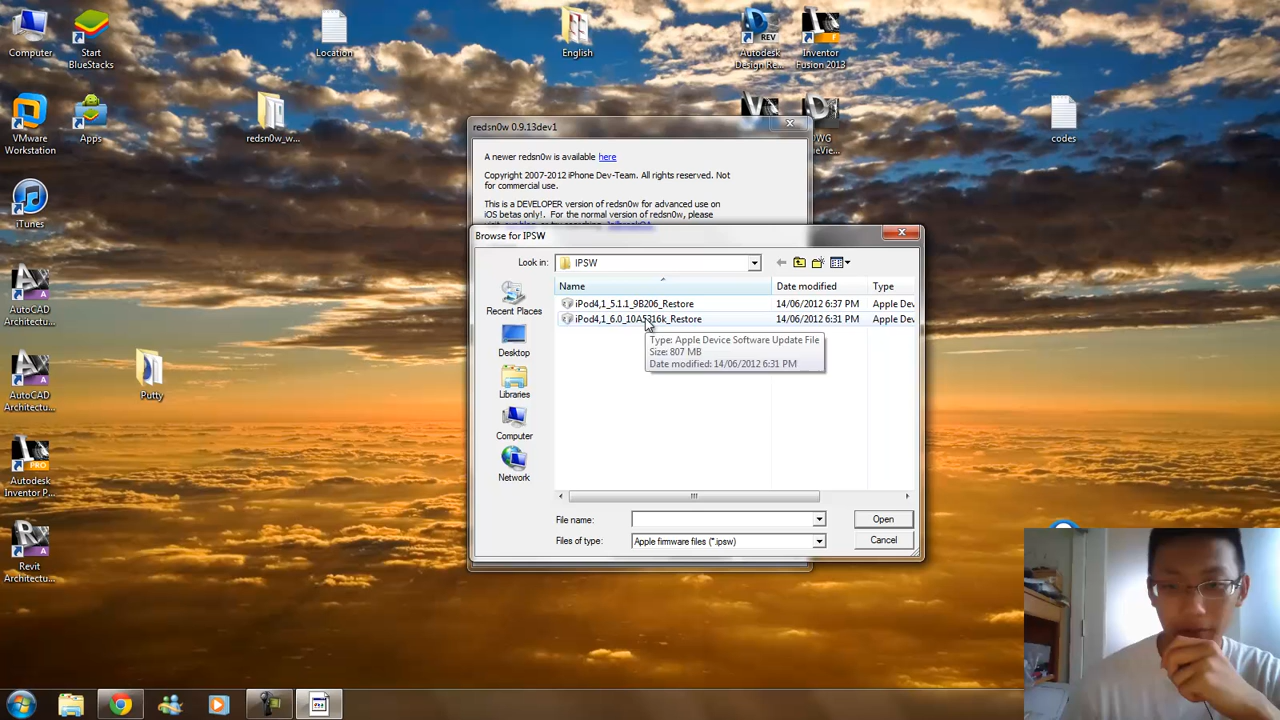 Computer
Start
BlueStacks
Location
English
Autodesk
Design Re...
Inventor
Fusion 2013
REV
VMware
Workstation
Apps
redsn0w_w...
codes
iTunes
AutoCAD
Architectu...
AutoCAD
Architectu...
Putty
PRO
Autodesk
Inventor P...
Revit
Architectu...
redsn0w 0.9.13dev1
A newer redsn0w is available here
Copyright 2007-2012 iPhone Dev-Team. All rights reserved. Not
for commercial use.
This is a DEVELOPER version of redsn0w for advanced use on
iOS betas only!. For the normal version of redsn0w, please
Browse for IPSW
Look in:
IPSW
Name
Date modified
Type
iPod4,1_5.1.1_9B206_Restore
14/06/2012 6:37 PM
Apple Dev
iPod4,1_6.0_10A5316k_Restore
14/06/2012 6:31 PM
Apple Dev
Type: Apple Device Software Update File
Size: 807 MB
Date modified: 14/06/2012 6:31 PM
Recent Places
Desktop
Libraries
Computer
Network
File name:
Open
Files of type:
Apple firmware files (*.ipsw)
Cancel